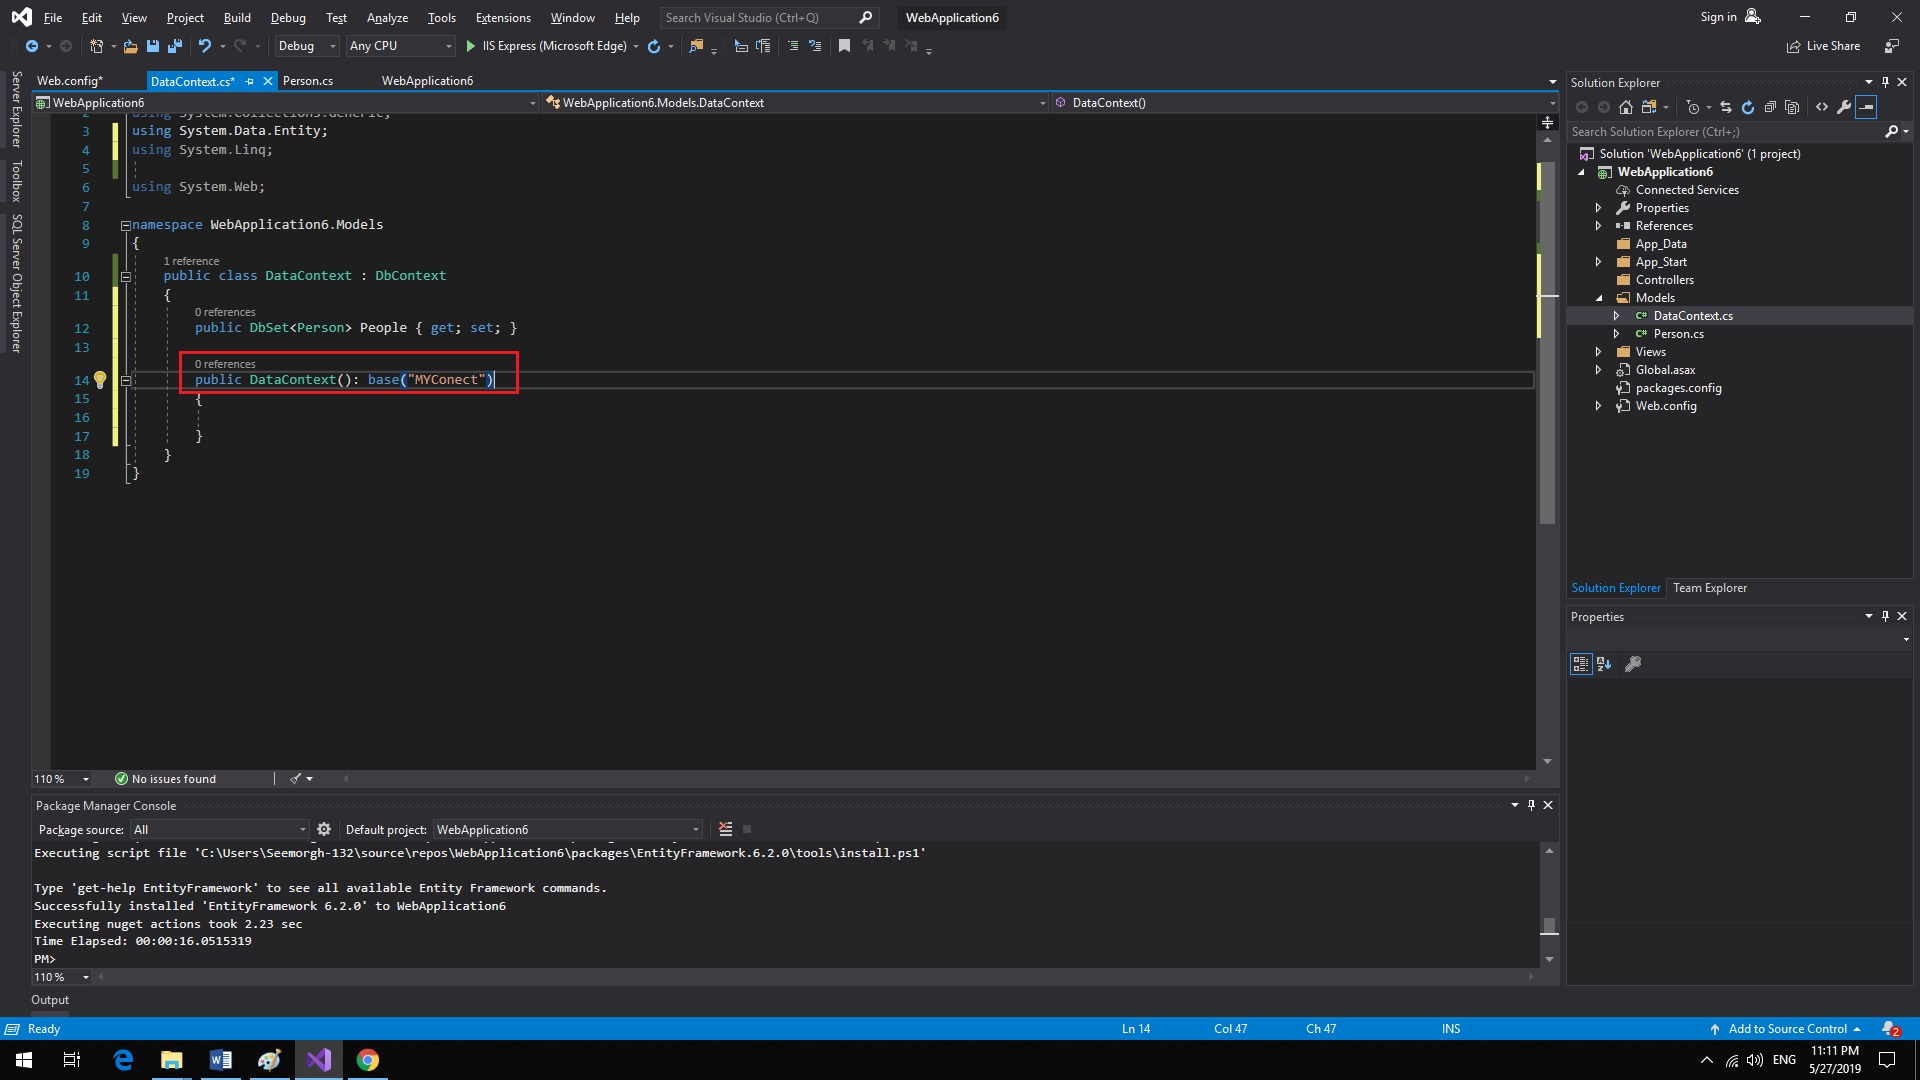 File Edit View Project Build Debug Test Analyze Tools Extensions Window Help Search Visual Studio (Ctrl+Q) WebApplication6 Sign in
Debug Any CPU IIS Express (Microsoft Edge) Live Share
Server Explorer
Toolbox
SQL Server Object Explorer
Web.config* DataContext.cs* Person.cs WebApplication6
WebApplication6 WebApplication6.Models.DataContext DataContext()
2 using System.Collections.Generic;
3 using System.Data.Entity;
4 using System.Linq;
5
6 using System.Web;
7
8 namespace WebApplication6.Models
9 {
1 reference
10 public class DataContext : DbContext
11 {
0 references
12 public DbSet<Person> People { get; set; }
13
0 references
14 public DataContext(): base("MYConect")
15 {
16
17 }
18 }
19 }
110 % No issues found
Package Manager Console
Package source: All Default project: WebApplication6
Executing script file 'C:\Users\Seemorgh-132\source\repos\WebApplication6\packages\EntityFramework.6.2.0\tools\install.ps1'
Type 'get-help EntityFramework' to see all available Entity Framework commands.
Successfully installed 'EntityFramework 6.2.0' to WebApplication6
Executing nuget actions took 2.23 sec
Time Elapsed: 00:00:16.0515319
PM>
110 %
Output
Solution Explorer
Search Solution Explorer (Ctrl+;)
Solution 'WebApplication6' (1 project)
WebApplication6
Connected Services
Properties
References
App_Data
App_Start
Controllers
Models
C# DataContext.cs
C# Person.cs
Views
Global.asax
packages.config
Web.config
Solution Explorer Team Explorer
Properties
Ready Ln 14 Col 47 Ch 47 INS Add to Source Control 2
ENG 11:11 PM
5/27/2019